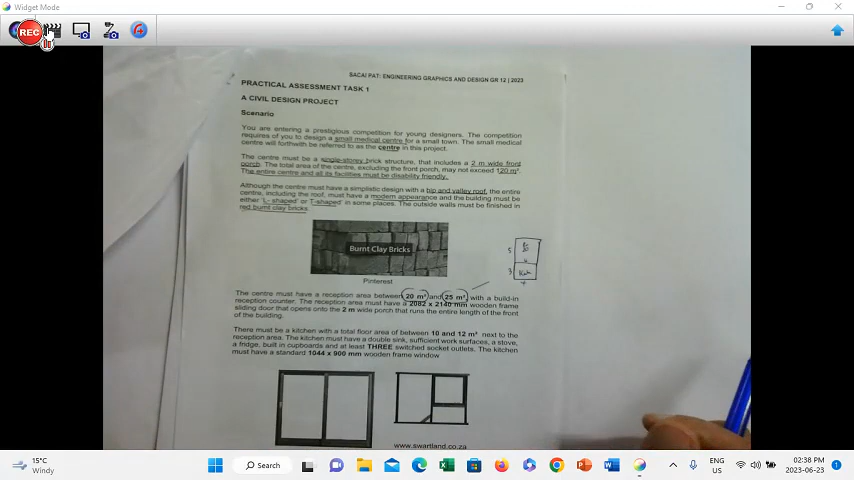 Widget Mode
REC
SACAI PAT: ENGINEERING GRAPHICS AND DESIGN GR 12 | 2023
PRACTICAL ASSESSMENT TASK 1
A CIVIL DESIGN PROJECT
Scenario
You are entering a prestigious competition for young designers. The competition
requires of you to design a small medical centre for a small town. The small medical
centre will forthwith be referred to as the centre in this project.
The centre must be a single-storey brick structure, that includes a 2 m wide front
porch. The total area of the centre, excluding the front porch, may not exceed 120 m².
The entire centre and all its facilities must be disability friendly.
Although the centre must have a simplistic design with a hip and valley roof, the entire
centre, including the roof, must have a modern appearance and the building must be
either 'L- shaped' or T-shaped' in some places. The outside walls must be finished in
red burnt clay bricks.
Burnt Clay Bricks
Pinterest
5
3
4
The centre must have a reception area between 20 m² and 25 m², with a build-in
reception counter. The reception area must have a 2082 x 2140 mm wooden frame
sliding door that opens onto the 2 m wide porch that runs the entire length of the front
of the building.
There must be a kitchen with a total floor area of between 10 and 12 m² next to the
reception area. The kitchen must have a double sink, sufficient work surfaces, a stove,
a fridge, built in cupboards and at least THREE switched socket outlets. The kitchen
must have a standard 1044 x 900 mm wooden frame window
www.swartland.co.za
15°C
Windy
Search
ENG
US
02:38 PM
2023-06-23